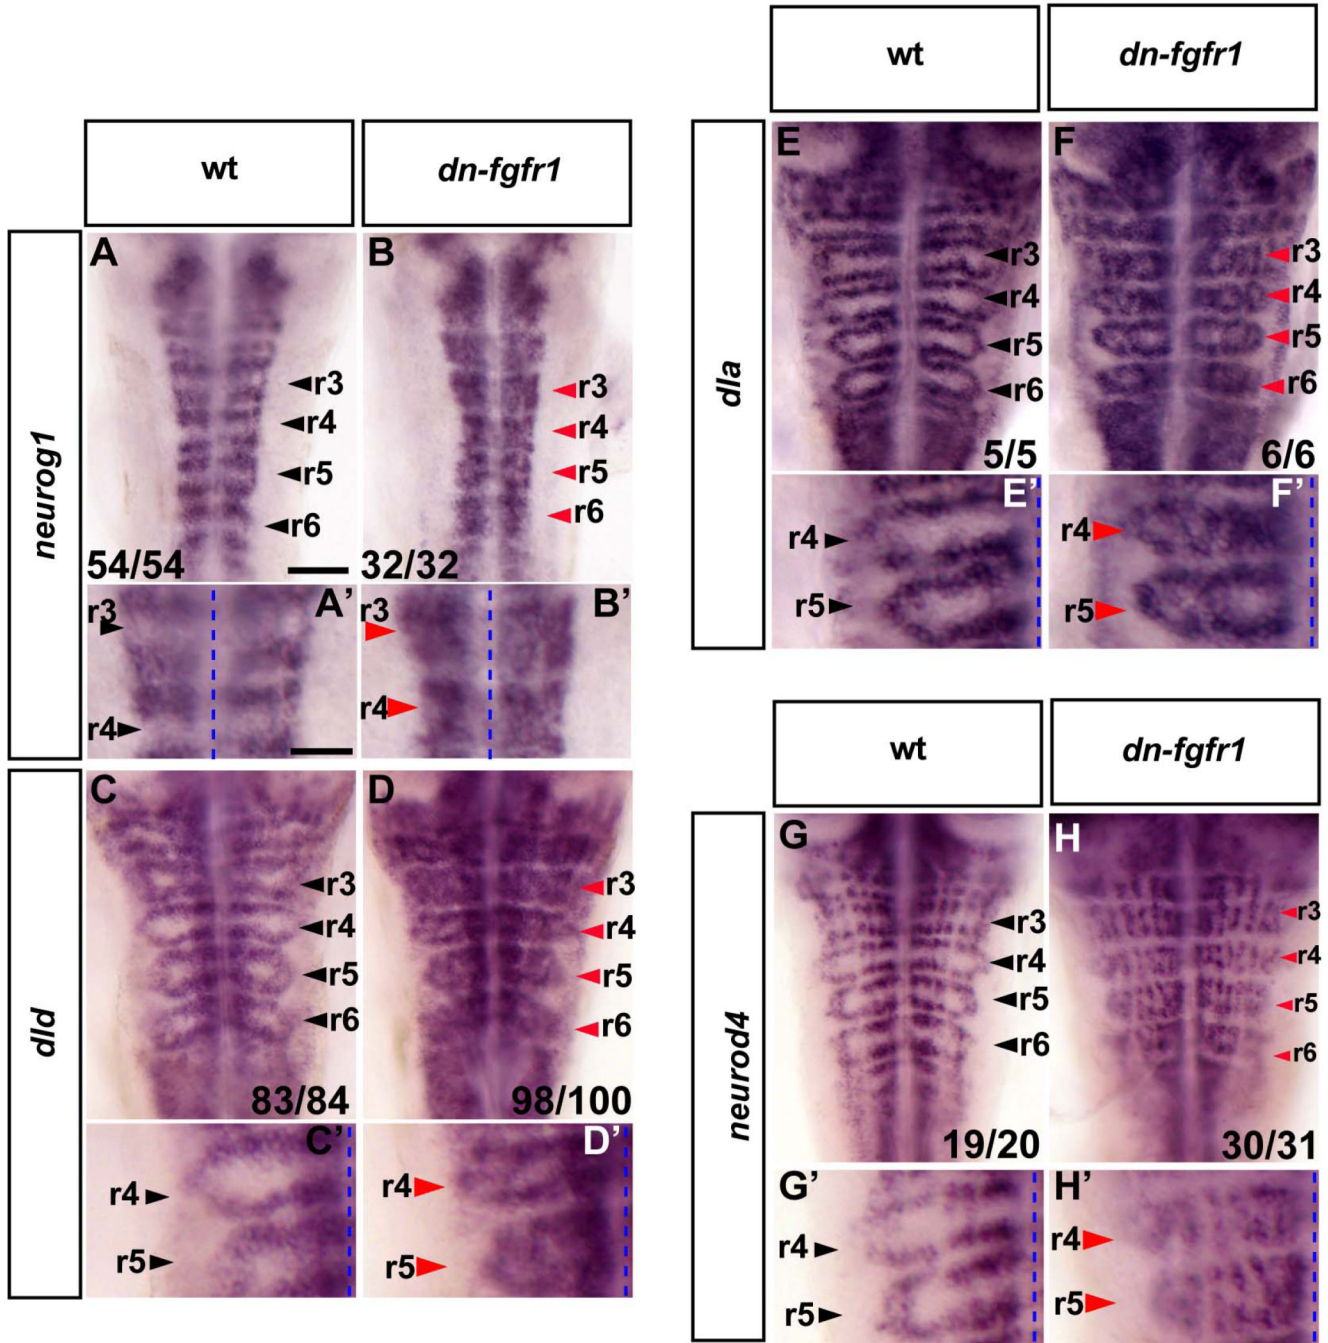 wt
dn-fgfr1
neurog1
A
r3
r4
r5
r6
54/54
B
r3
r4
r5
r6
32/32
A’
r3
r4
B’
r3
r4
dld
C
r3
r4
r5
r6
83/84
D
r3
r4
r5
r6
98/100
C’
r4
r5
D’
r4
r5
wt
dn-fgfr1
dla
E
r3
r4
r5
r6
5/5
F
r3
r4
r5
r6
6/6
E’
r4
r5
F’
r4
r5
wt
dn-fgfr1
neurod4
G
r3
r4
r5
r6
19/20
H
r3
r4
r5
r6
30/31
G’
r4
r5
H’
r4
r5